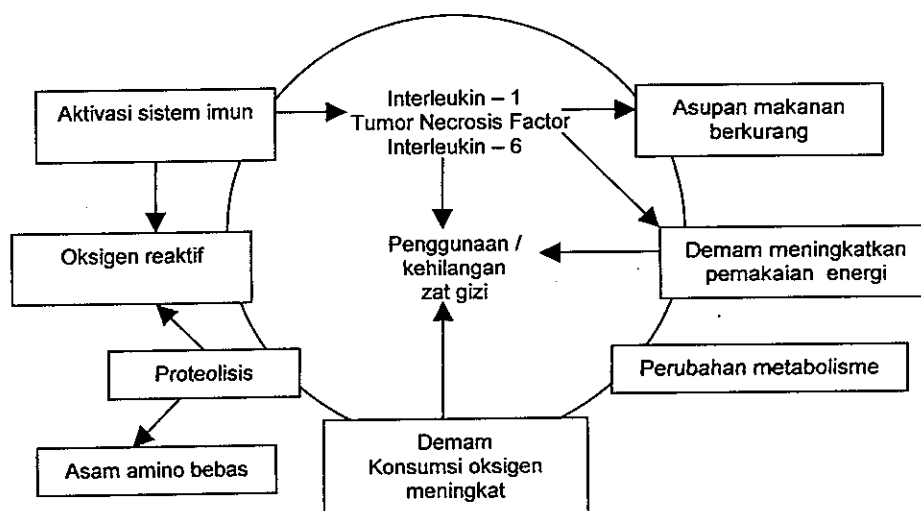 Aktivasi sistem imun
Interleukin – 1
Tumor Necrosis Factor
Interleukin – 6
Asupan makanan
berkurang
Oksigen reaktif
Penggunaan /
kehilangan
zat gizi
Demam meningkatkan
pemakaian energi
Proteolisis
Perubahan metabolisme
Asam amino bebas
Demam
Konsumsi oksigen
meningkat